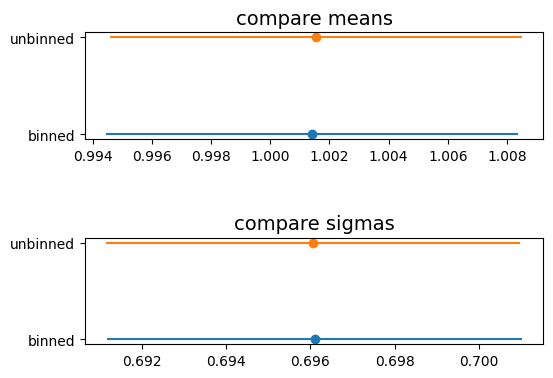 compare means
unbinned
binned
0.994 0.996 0.998 1.000 1.002 1.004 1.006 1.008
compare sigmas
unbinned
binned
0.692 0.694 0.696 0.698 0.700